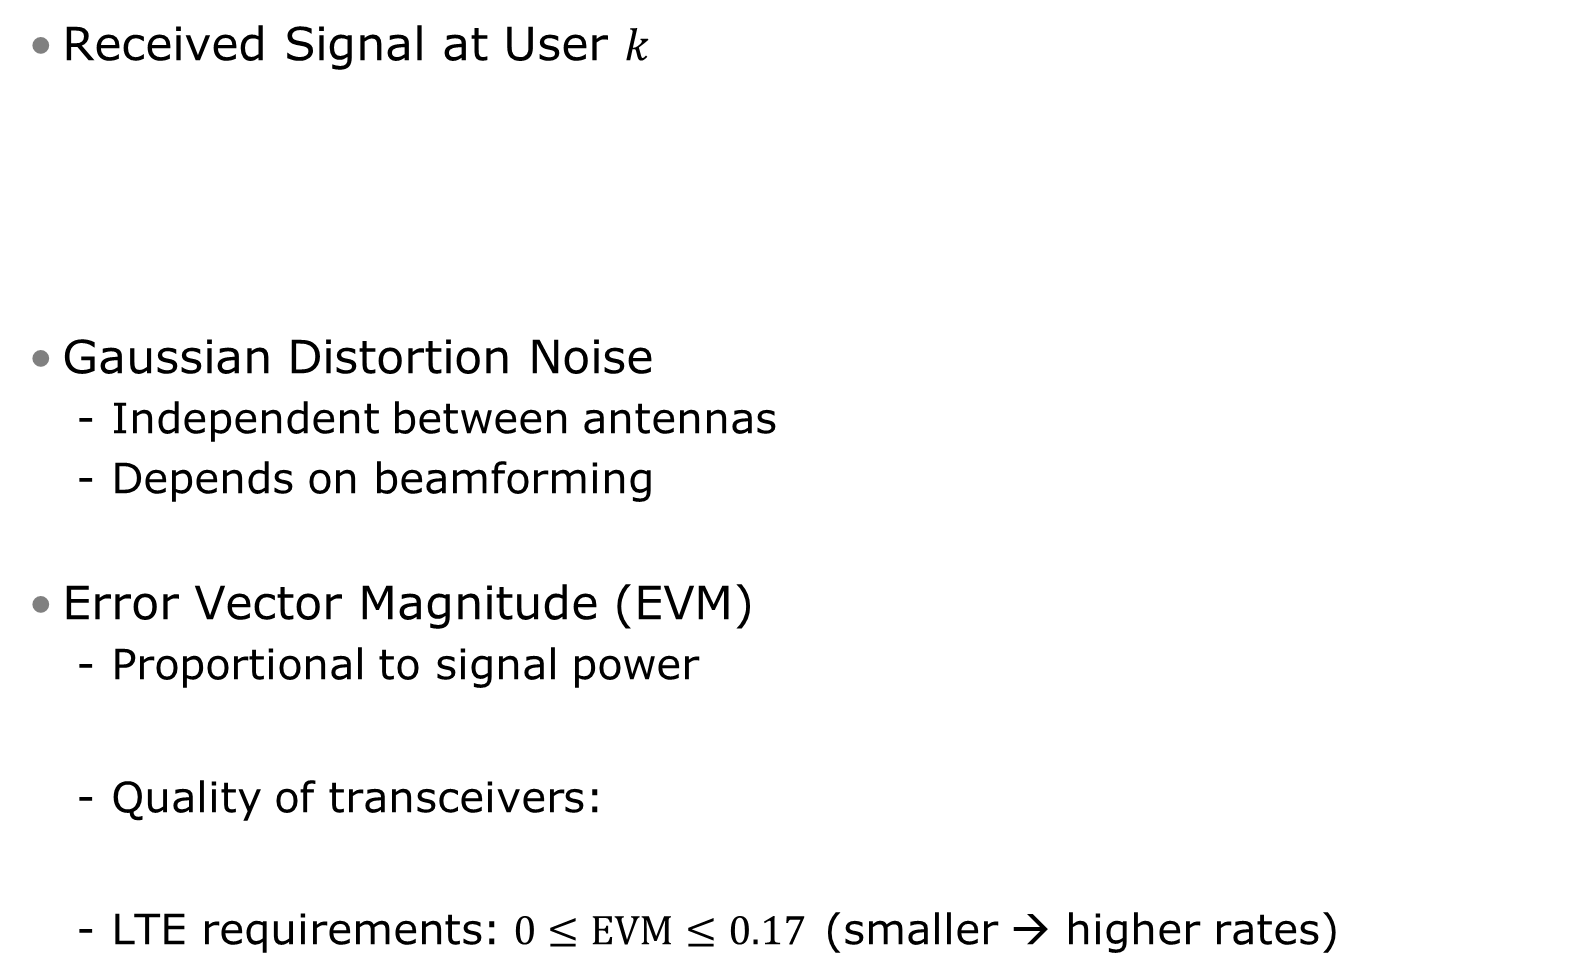 • Received Signal at User k
• Gaussian Distortion Noise
- Independent between antennas
- Depends on beamforming
• Error Vector Magnitude (EVM)
- Proportional to signal power
- Quality of transceivers:
- LTE requirements: 0 ≤ EVM ≤ 0.17 (smaller → higher rates)